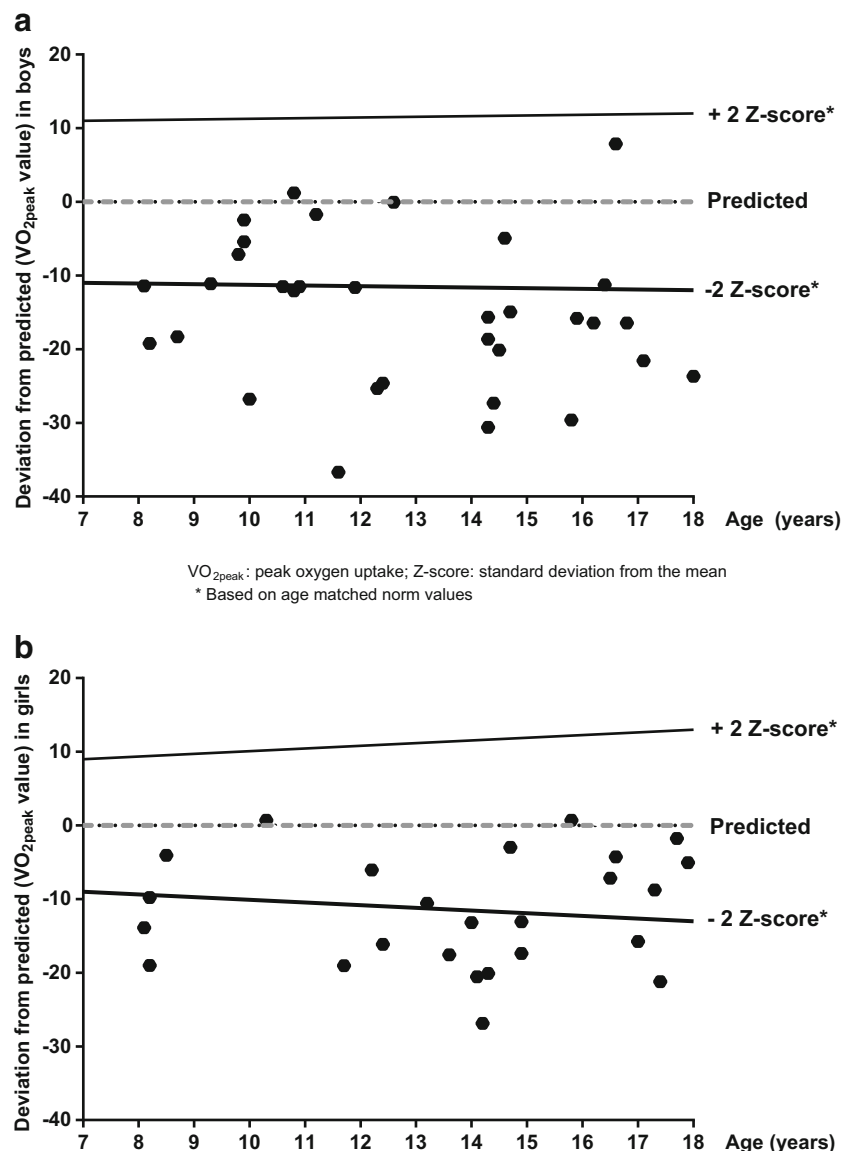 a
Deviation from predicted (VO2peak value) in boys
20
10
0
-10
-20
-30
-40
+ 2 Z-score*
Predicted
-2 Z-score*
7 8 9 10 11 12 13 14 15 16 17 18 Age (years)
VO2peak: peak oxygen uptake; Z-score: standard deviation from the mean
* Based on age matched norm values
b
Deviation from predicted (VO2peak value) in girls
20
10
0
-10
-20
-30
-40
+ 2 Z-score*
Predicted
- 2 Z-score*
7 8 9 10 11 12 13 14 15 16 17 18 Age (years)